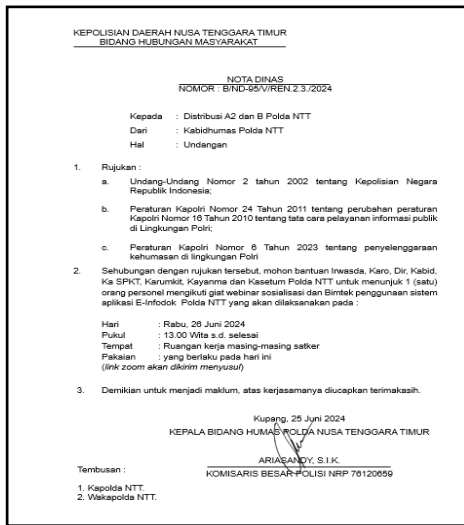 KEPOLISIAN DAERAH NUSA TENGGARA TIMUR
BIDANG HUBUNGAN MASYARAKAT
NOTA DINAS
NOMOR : B/ND-95/V/REN.2.3./2024
Kepada : Distribusi A2 dan B Polda NTT
Dari : Kabidhumas Polda NTT
Hal : Undangan
1. Rujukan :
a. Undang-Undang Nomor 2 tahun 2002 tentang Kepolisian Negara
Republik Indonesia;
b. Peraturan Kapolri Nomor 24 Tahun 2011 tentang perubahan peraturan
Kapolri Nomor 16 Tahun 2010 tentang tata cara pelayanan informasi publik
di Lingkungan Polri;
c. Peraturan Kapolri Nomor 6 Tahun 2023 tentang penyelenggaraan
kehumasan di lingkungan Polri
2. Sehubungan dengan rujukan tersebut, mohon bantuan Irwasda, Karo, Dir, Kabid,
Ka SPKT, Karumkit, Kayanma dan Kasetum Polda NTT untuk menunjuk 1 (satu)
orang personel mengikuti giat webinar sosialisasi dan Bimtek penggunaan sistem
aplikasi E-Infodok Polda NTT yang akan dilaksanakan pada :
Hari : Rabu, 26 Juni 2024
Pukul : 13.00 Wita s.d. selesai
Tempat : Ruangan kerja masing-masing satker
Pakaian : yang berlaku pada hari ini
(link zoom akan dikirim menyusul)
3. Demikian untuk menjadi maklum, atas kerjasamanya diucapkan terimakasih.
Kupang, 25 Juni 2024
KEPALA BIDANG HUMAS POLDA NUSA TENGGARA TIMUR
ARIASANDY, S.I.K.
KOMISARIS BESAR POLISI NRP 76120659
Tembusan :
1. Kapolda NTT.
2. Wakapolda NTT.